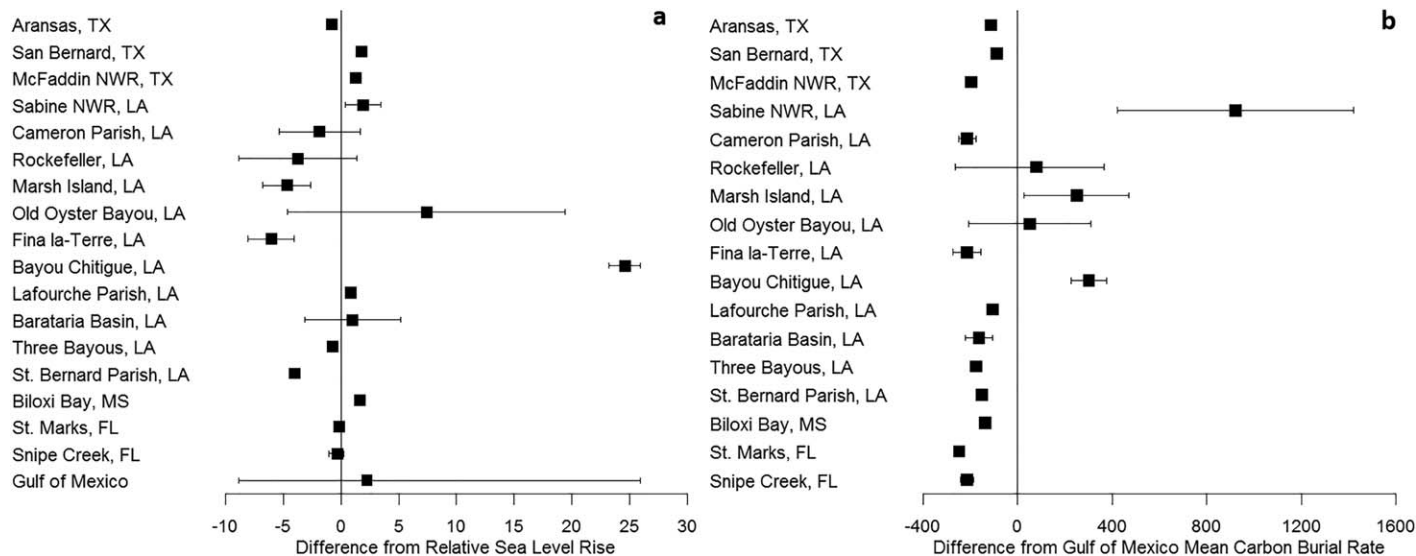 a
Aransas, TX
San Bernard, TX
McFaddin NWR, TX
Sabine NWR, LA
Cameron Parish, LA
Rockefeller, LA
Marsh Island, LA
Old Oyster Bayou, LA
Fina la-Terre, LA
Bayou Chitigue, LA
Lafourche Parish, LA
Barataria Basin, LA
Three Bayous, LA
St. Bernard Parish, LA
Biloxi Bay, MS
St. Marks, FL
Snipe Creek, FL
Gulf of Mexico
-10 -5 0 5 10 15 20 25 30
Difference from Relative Sea Level Rise
b
Aransas, TX
San Bernard, TX
McFaddin NWR, TX
Sabine NWR, LA
Cameron Parish, LA
Rockefeller, LA
Marsh Island, LA
Old Oyster Bayou, LA
Fina la-Terre, LA
Bayou Chitigue, LA
Lafourche Parish, LA
Barataria Basin, LA
Three Bayous, LA
St. Bernard Parish, LA
Biloxi Bay, MS
St. Marks, FL
Snipe Creek, FL
-400 0 400 800 1200 1600
Difference from Gulf of Mexico Mean Carbon Burial Rate